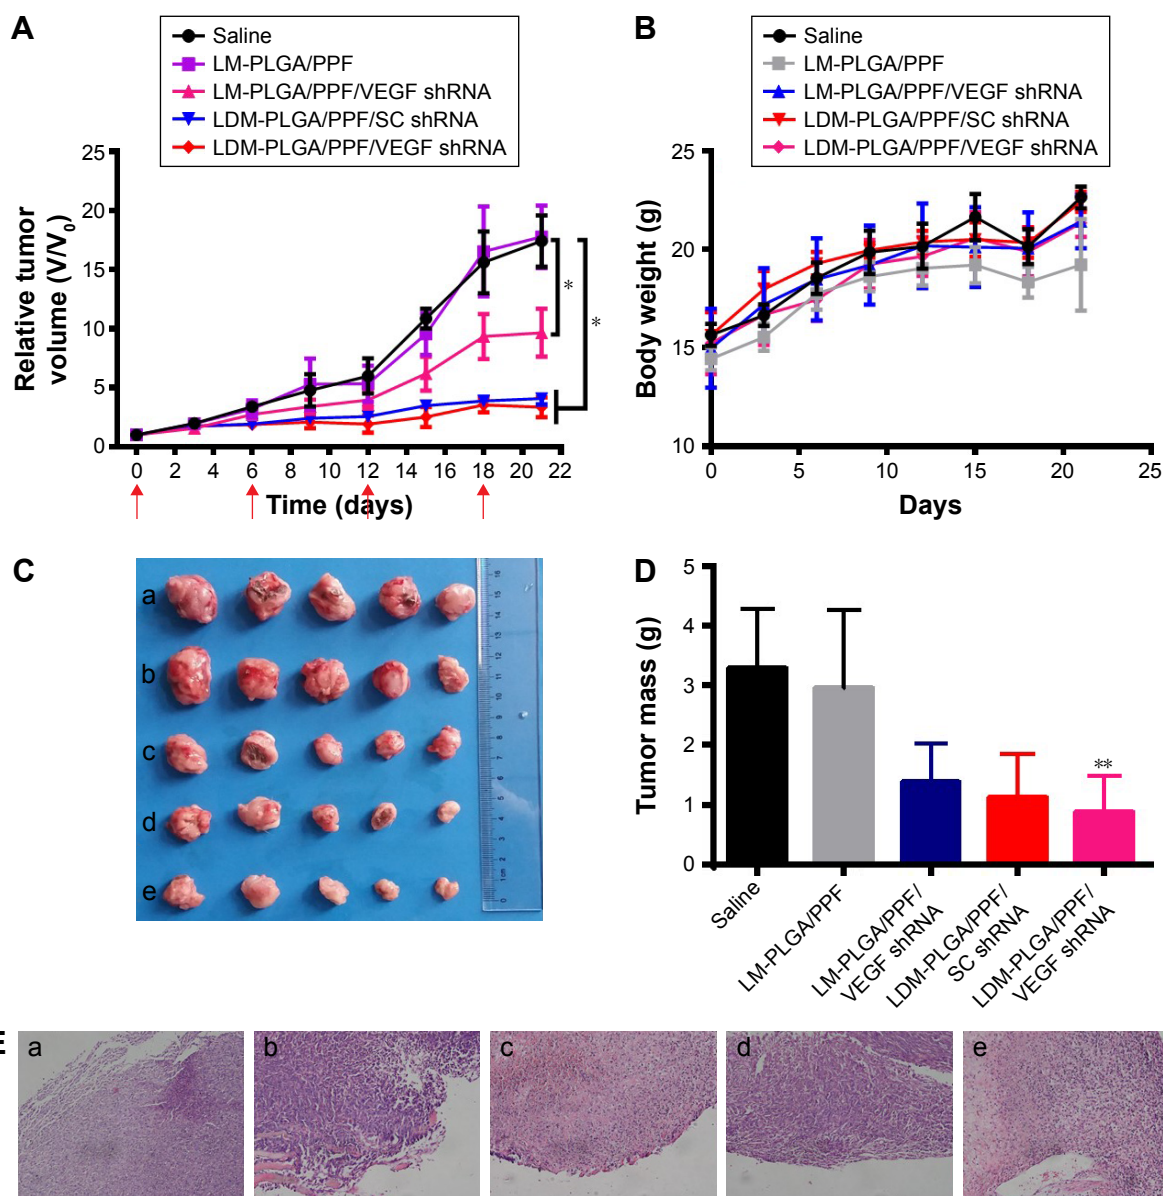 A
Saline
LM-PLGA/PPF
LM-PLGA/PPF/VEGF shRNA
LDM-PLGA/PPF/SC shRNA
LDM-PLGA/PPF/VEGF shRNA
25
20
15
10
5
0
Relative tumor
volume (V/V0)
*
*
0 2 4 6 8 10 12 14 16 18 20 22
Time (days)
B
Saline
LM-PLGA/PPF
LM-PLGA/PPF/VEGF shRNA
LDM-PLGA/PPF/SC shRNA
LDM-PLGA/PPF/VEGF shRNA
25
20
15
10
Body weight (g)
0 5 10 15 20 25
Days
C
a
b
c
d
e
D
5
4
3
2
1
0
Tumor mass (g)
**
Saline
LM-PLGA/PPF
LM-PLGA/PPF/
VEGF shRNA
LDM-PLGA/PPF/
SC shRNA
LDM-PLGA/PPF/
VEGF shRNA
E
a b c d e